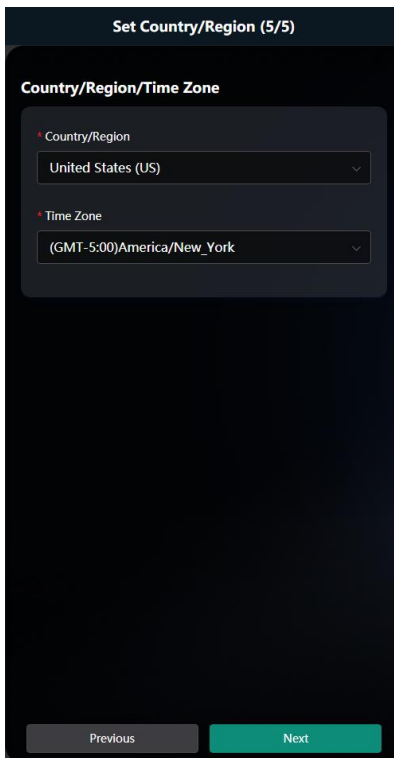 Set Country/Region (5/5)
Country/Region/Time Zone
* Country/Region
United States (US)
* Time Zone
(GMT-5:00)America/New_York
Previous
Next